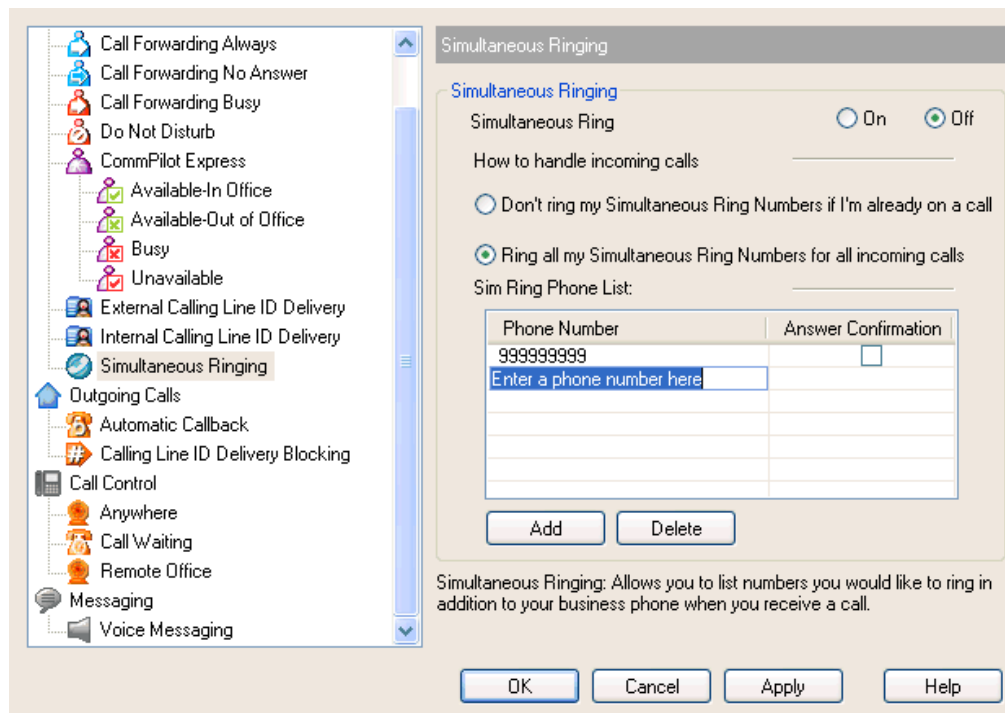 Call Forwarding Always
Call Forwarding No Answer
Call Forwarding Busy
Do Not Disturb
CommPilot Express
Available-In Office
Available-Out of Office
Busy
Unavailable
External Calling Line ID Delivery
Internal Calling Line ID Delivery
Simultaneous Ringing
Outgoing Calls
Automatic Callback
Calling Line ID Delivery Blocking
Call Control
Anywhere
Call Waiting
Remote Office
Messaging
Voice Messaging
Simultaneous Ringing
Simultaneous Ringing
Simultaneous Ring On Off
How to handle incoming calls
Don't ring my Simultaneous Ring Numbers if I'm already on a call
Ring all my Simultaneous Ring Numbers for all incoming calls
Sim Ring Phone List:
Phone Number Answer Confirmation
999999999
Enter a phone number here
Add Delete
Simultaneous Ringing: Allows you to list numbers you would like to ring in
addition to your business phone when you receive a call.
OK Cancel Apply Help